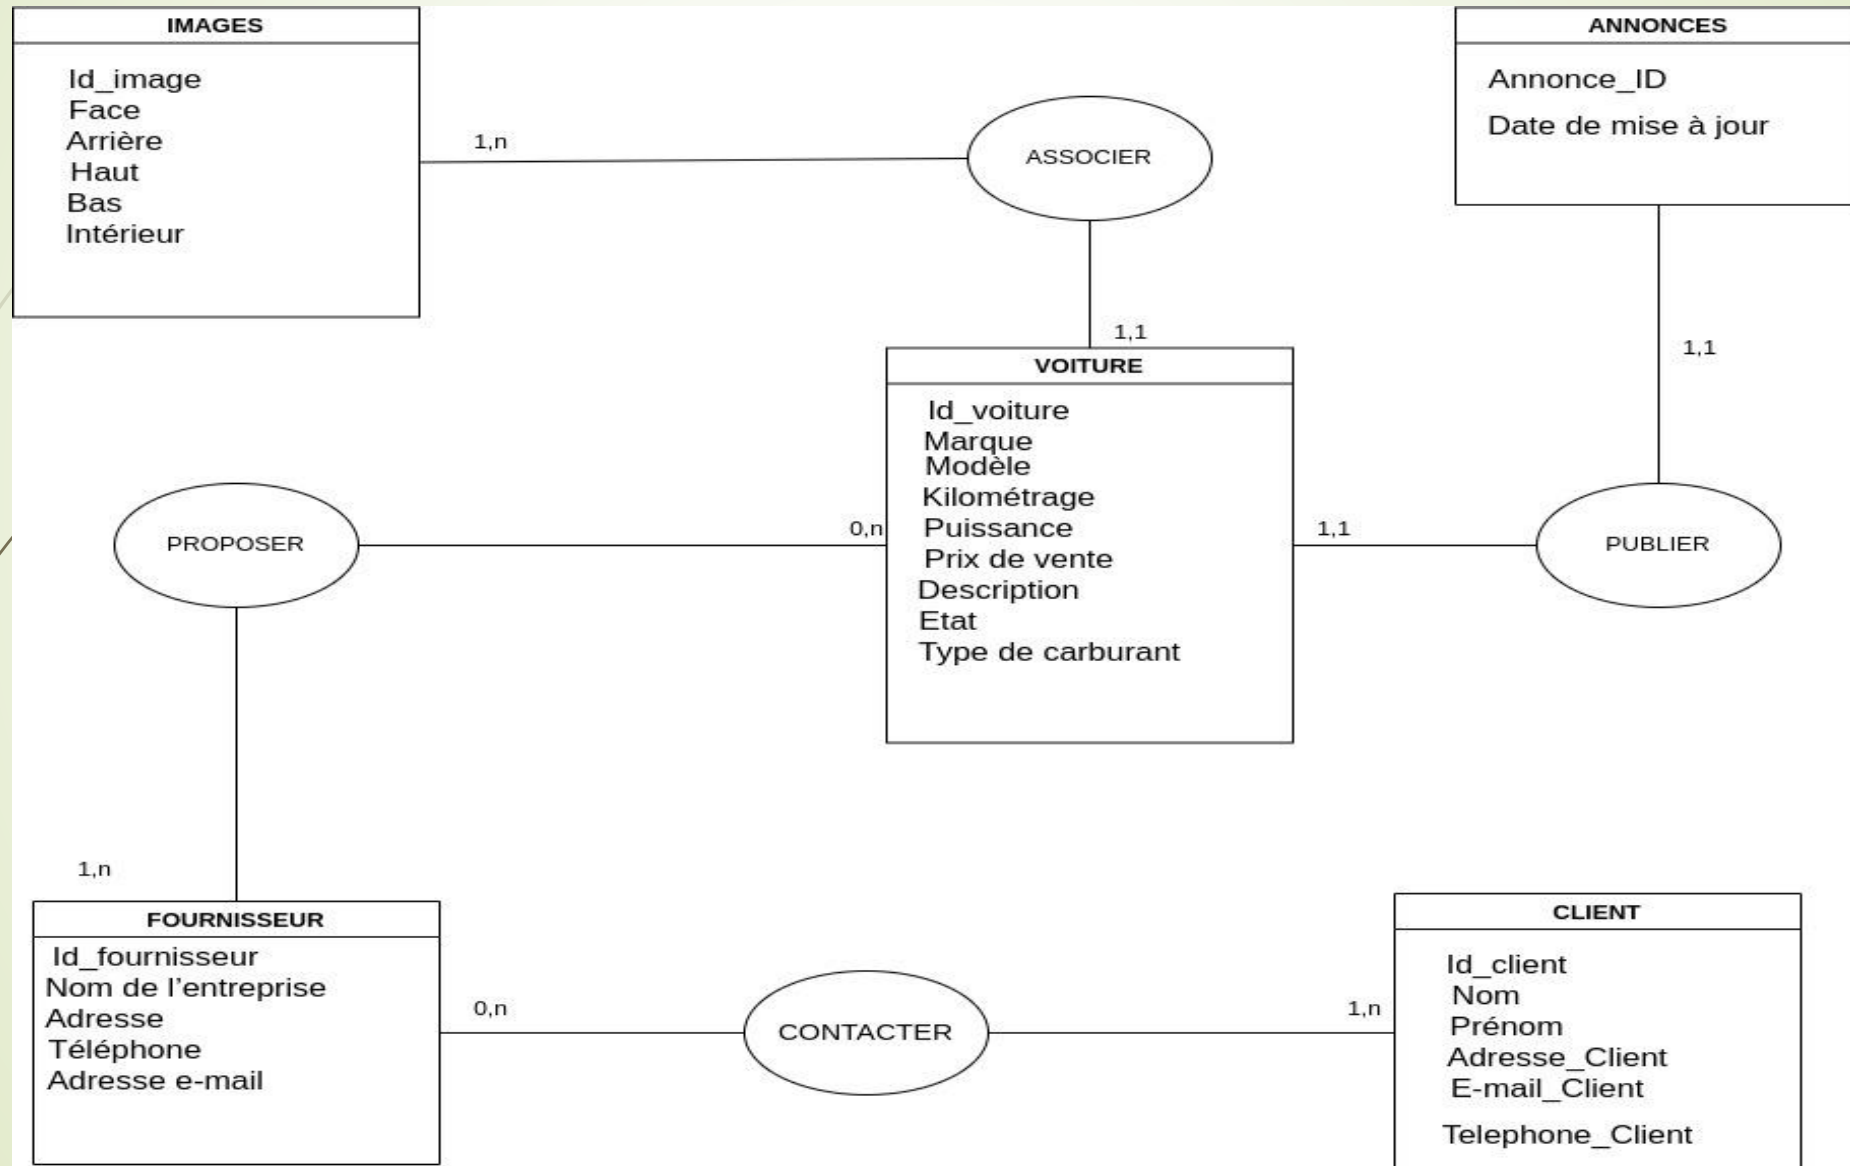 IMAGES
Id_image
Face
Arrière
Haut
Bas
Intérieur
1,n
ASSOCIER
ANNONCES
Annonce_ID
Date de mise à jour
1,1
1,1
VOITURE
Id_voiture
Marque
Modèle
Kilométrage
Puissance
Prix de vente
Description
Etat
Type de carburant
PROPOSER
0,n
1,1
PUBLIER
1,n
FOURNISSEUR
Id_fournisseur
Nom de l’entreprise
Adresse
Téléphone
Adresse e-mail
0,n
CONTACTER
1,n
CLIENT
Id_client
Nom
Prénom
Adresse_Client
E-mail_Client
Telephone_Client